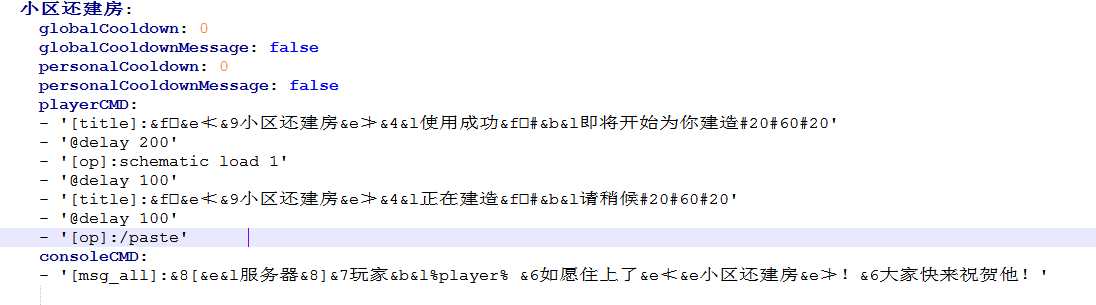 小区还建房:
globalCooldown: 0
globalCooldownMessage: false
personalCooldown: 0
personalCooldownMessage: false
playerCMD:
- '[title]:&f□&e≮&9小区还建房&e≯&4&l使用成功&f□#&b&l即将开始为你建造#20#60#20'
- '@delay 200'
- '[op]:schematic load 1'
- '@delay 100'
- '[title]:&f□&e≮&9小区还建房&e≯&4&l正在建造&f□#&b&l请稍候#20#60#20'
- '@delay 100'
- '[op]:/paste'
consoleCMD:
- '[msg_all]:&8[&e&l服务器&8]&7玩家&b&l%player% &6如愿住上了&e≮&e小区还建房&e≯！&6大家快来祝贺他！'